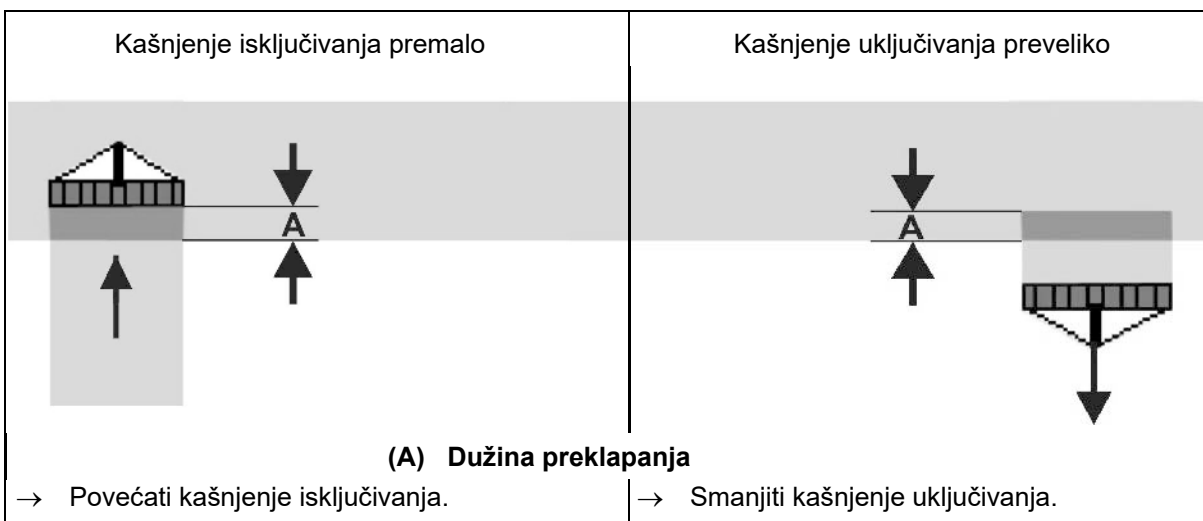 Kašnjenje isključivanja premalo
Kašnjenje uključivanja preveliko
A
A
(A) Dužina preklapanja
→ Povećati kašnjenje isključivanja.
→ Smanjiti kašnjenje uključivanja.